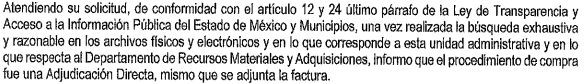 Atendiendo su solicitud, de conformidad con el artículo 12 y 24 último párrafo de la Ley de Transparencia y
Acceso a la Información Pública del Estado de México y Municipios, una vez realizada la búsqueda exhaustiva
y razonable en los archivos físicos y electrónicos y en lo que corresponde a esta unidad administrativa y en lo
que respecta al Departamento de Recursos Materiales y Adquisiciones, informo que el procedimiento de compra
fue una Adjudicación Directa, mismo que se adjunta la factura.